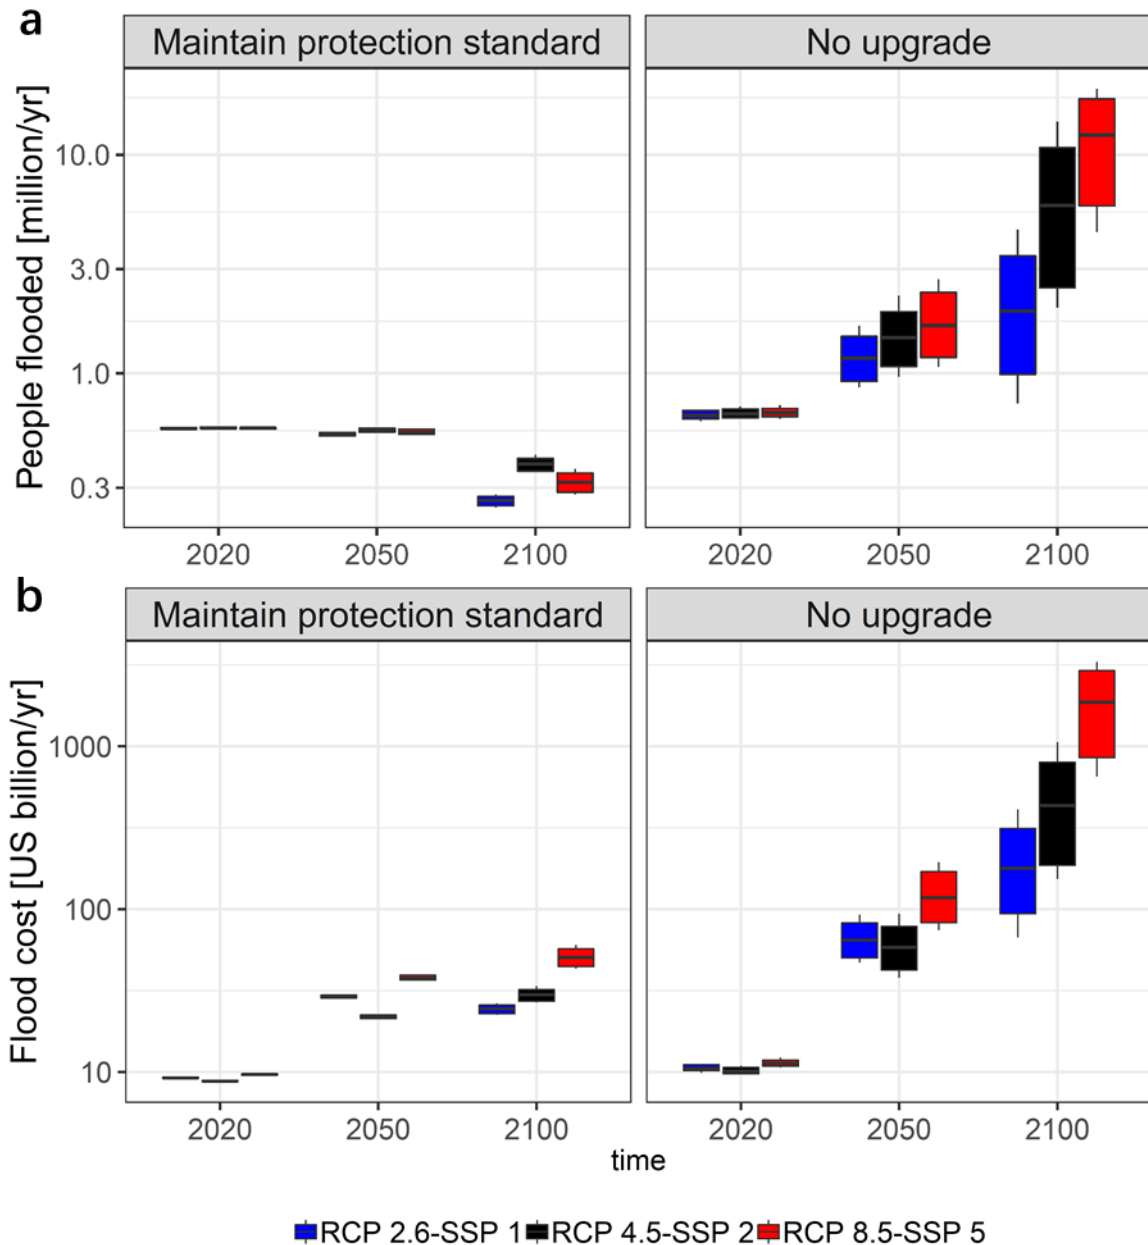 a
Maintain protection standard
No upgrade
People flooded [million/yr]
10.0
3.0
1.0
0.3
2020 2050 2100
2020 2050 2100
b
Maintain protection standard
No upgrade
Flood cost [US billion/yr]
1000
100
10
2020 2050 2100
2020 2050 2100
time
RCP 2.6-SSP 1 RCP 4.5-SSP 2 RCP 8.5-SSP 5